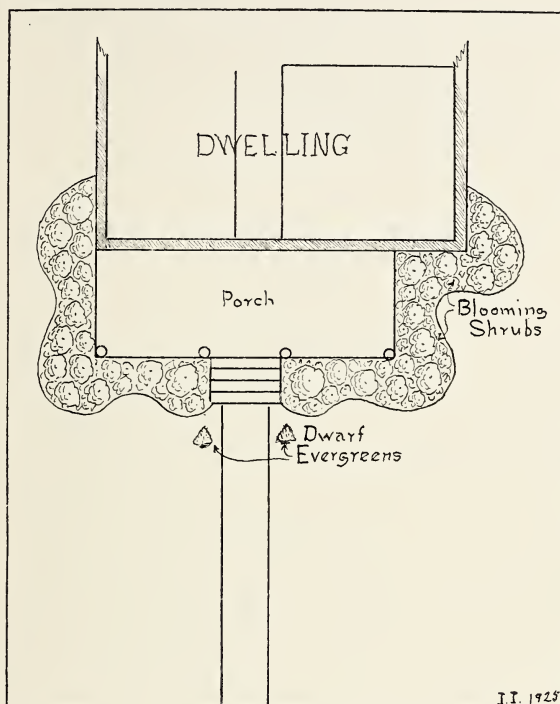 DWELLING
Porch
Blooming
Shrubs
Dwarf
Evergreens
I.I. 1925